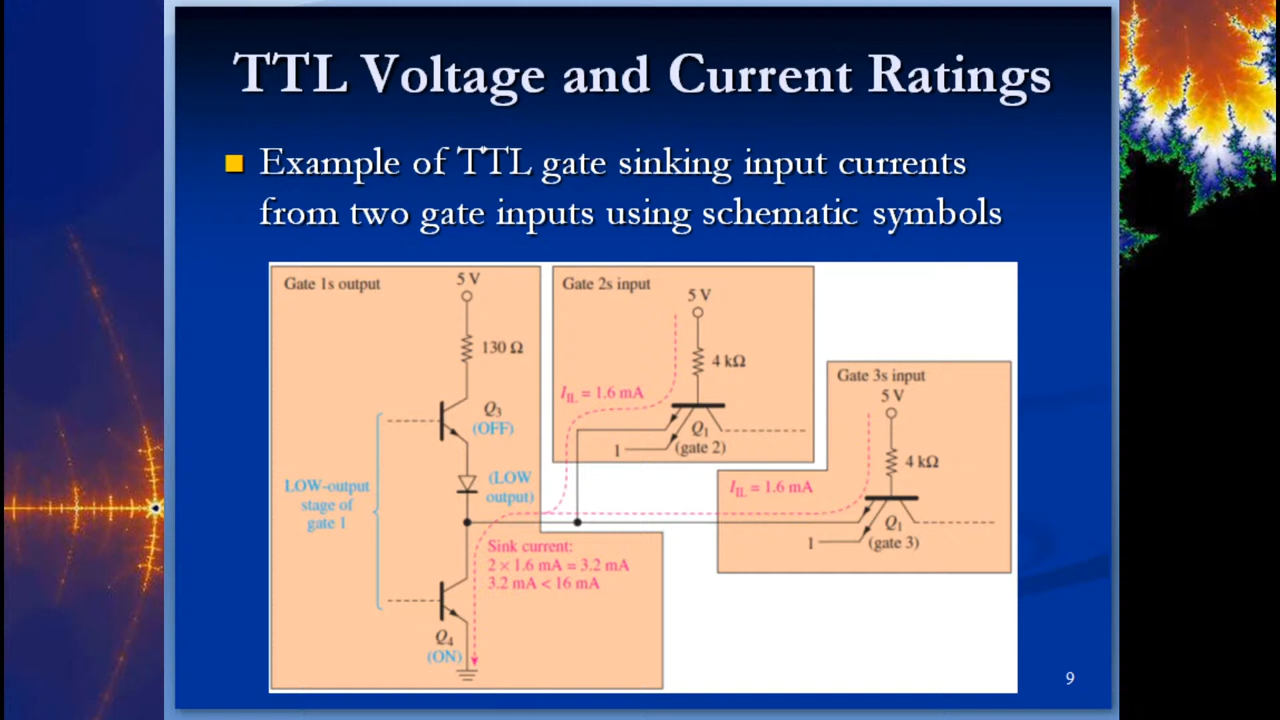 TTL Voltage and Current Ratings
Example of TTL gate sinking input currents
from two gate inputs using schematic symbols
Gate 1s output
5 V
130 Ω
Q3
(OFF)
LOW-output
stage of
gate 1
(LOW
output)
Sink current:
2 × 1.6 mA = 3.2 mA
3.2 mA < 16 mA
Q4
(ON)
Gate 2s input
5 V
4 kΩ
IIL = 1.6 mA
Q1
1
(gate 2)
Gate 3s input
5 V
4 kΩ
IIL = 1.6 mA
Q1
1
(gate 3)
9